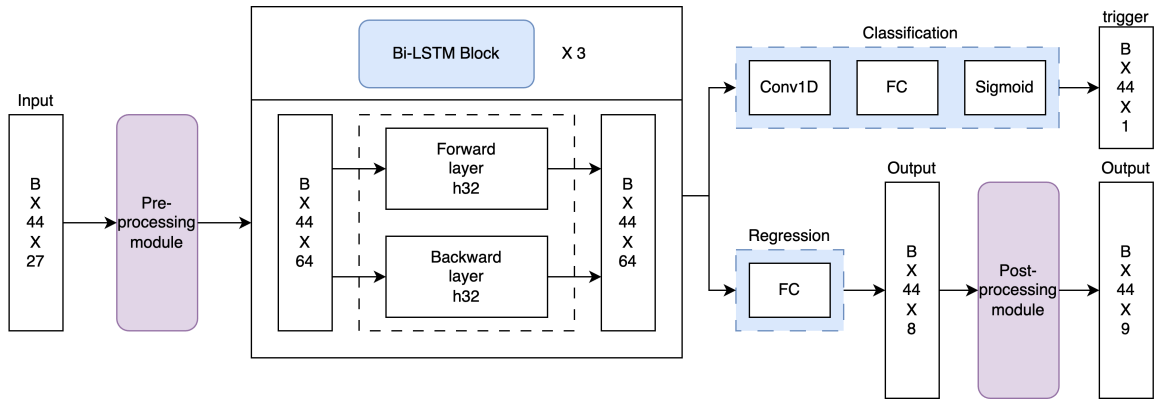 Input
B
X
44
X
27
Pre-
processing
module
Bi-LSTM Block
X 3
B
X
44
X
64
Forward
layer
h32
Backward
layer
h32
B
X
44
X
64
Classification
Conv1D
FC
Sigmoid
trigger
B
X
44
X
1
Regression
FC
Output
B
X
44
X
8
Post-
processing
module
Output
B
X
44
X
9